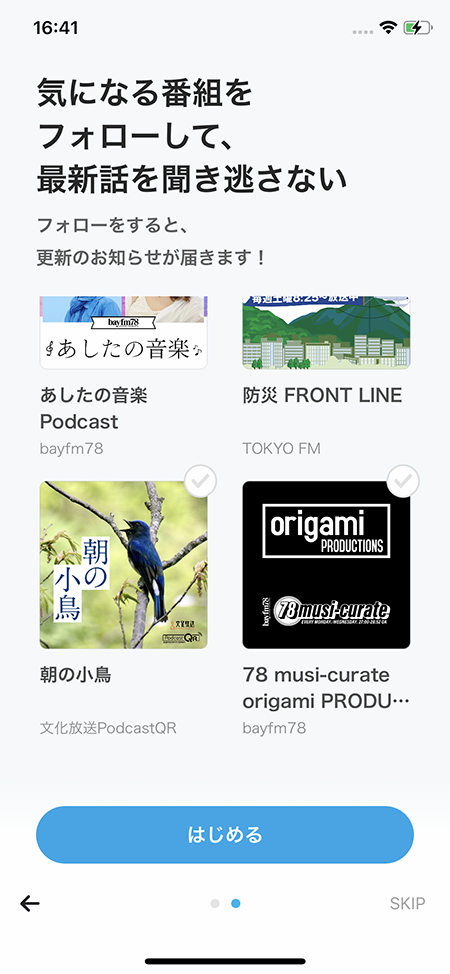 16:41
気になる番組を
フォローして、
最新話を聞き逃さない
フォローをすると、
更新のお知らせが届きます！
bayfm78
あしたの音楽
毎週土曜8:25〜放送中
あしたの音楽
Podcast
bayfm78
防災 FRONT LINE
TOKYO FM
朝の
小鳥
文化放送
PodcastQR
origami
PRODUCTIONS
bayfm78
78 musi-curate
EVERY MONDAY-WEDNESDAY, 27:00-28:52 OA
朝の小鳥
文化放送PodcastQR
78 musi-curate
origami PRODU…
bayfm78
はじめる
SKIP